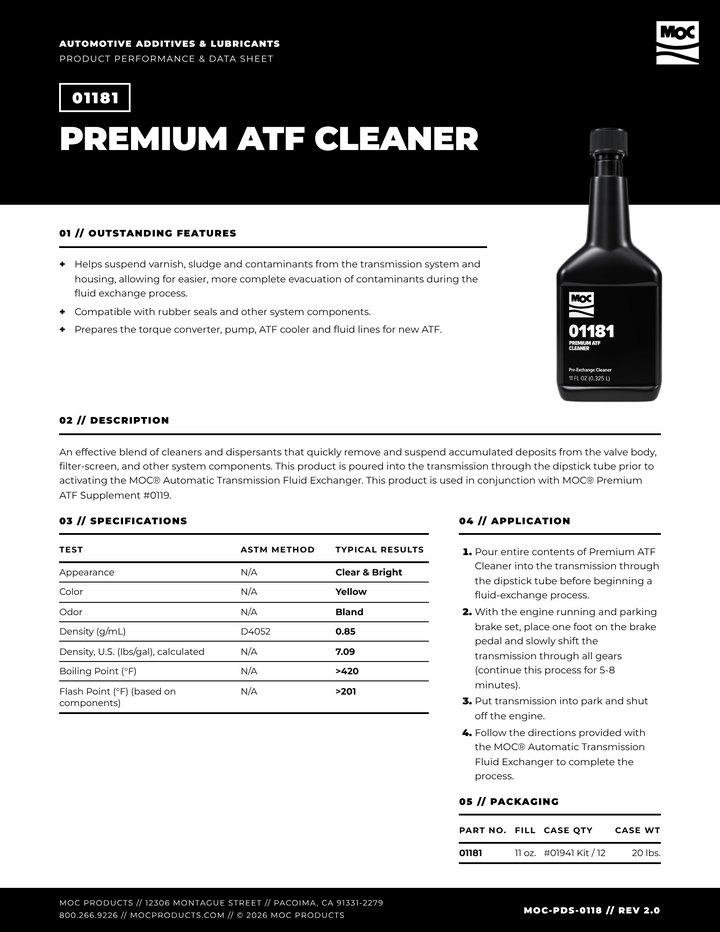 MOC
AUTOMOTIVE ADDITIVES & LUBRICANTS
PRODUCT PERFORMANCE & DATA SHEET
01181
PREMIUM ATF CLEANER
01 // OUTSTANDING FEATURES
+ Helps suspend varnish, sludge and contaminants from the transmission system and
housing, allowing for easier, more complete evacuation of contaminants during the
fluid exchange process.
+ Compatible with rubber seals and other system components.
+ Prepares the torque converter, pump, ATF cooler and fluid lines for new ATF.
MOC
01181
PREMIUM ATF
CLEANER
Pre-Exchange Cleaner
11 FL OZ (0.325 L)
02 // DESCRIPTION
An effective blend of cleaners and dispersants that quickly remove and suspend accumulated deposits from the valve body,
filter-screen, and other system components. This product is poured into the transmission through the dipstick tube prior to
activating the MOC® Automatic Transmission Fluid Exchanger. This product is used in conjunction with MOC® Premium
ATF Supplement #0119.
03 // SPECIFICATIONS
TEST ASTM METHOD TYPICAL RESULTS
Appearance N/A Clear & Bright
Color N/A Yellow
Odor N/A Bland
Density (g/mL) D4052 0.85
Density, U.S. (lbs/gal), calculated N/A 7.09
Boiling Point (°F) N/A >420
Flash Point (°F) (based on N/A >201
components)
04 // APPLICATION
1. Pour entire contents of Premium ATF
Cleaner into the transmission through
the dipstick tube before beginning a
fluid-exchange process.
2. With the engine running and parking
brake set, place one foot on the brake
pedal and slowly shift the
transmission through all gears
(continue this process for 5-8
minutes).
3. Put transmission into park and shut
off the engine.
4. Follow the directions provided with
the MOC® Automatic Transmission
Fluid Exchanger to complete the
process.
05 // PACKAGING
PART NO. FILL CASE QTY CASE WT
01181 11 oz. #01941 Kit / 12 20 lbs.
MOC PRODUCTS // 12306 MONTAGUE STREET // PACOIMA, CA 91331-2279
800.266.9226 // MOCPRODUCTS.COM // © 2026 MOC PRODUCTS
MOC-PDS-0118 // REV 2.0